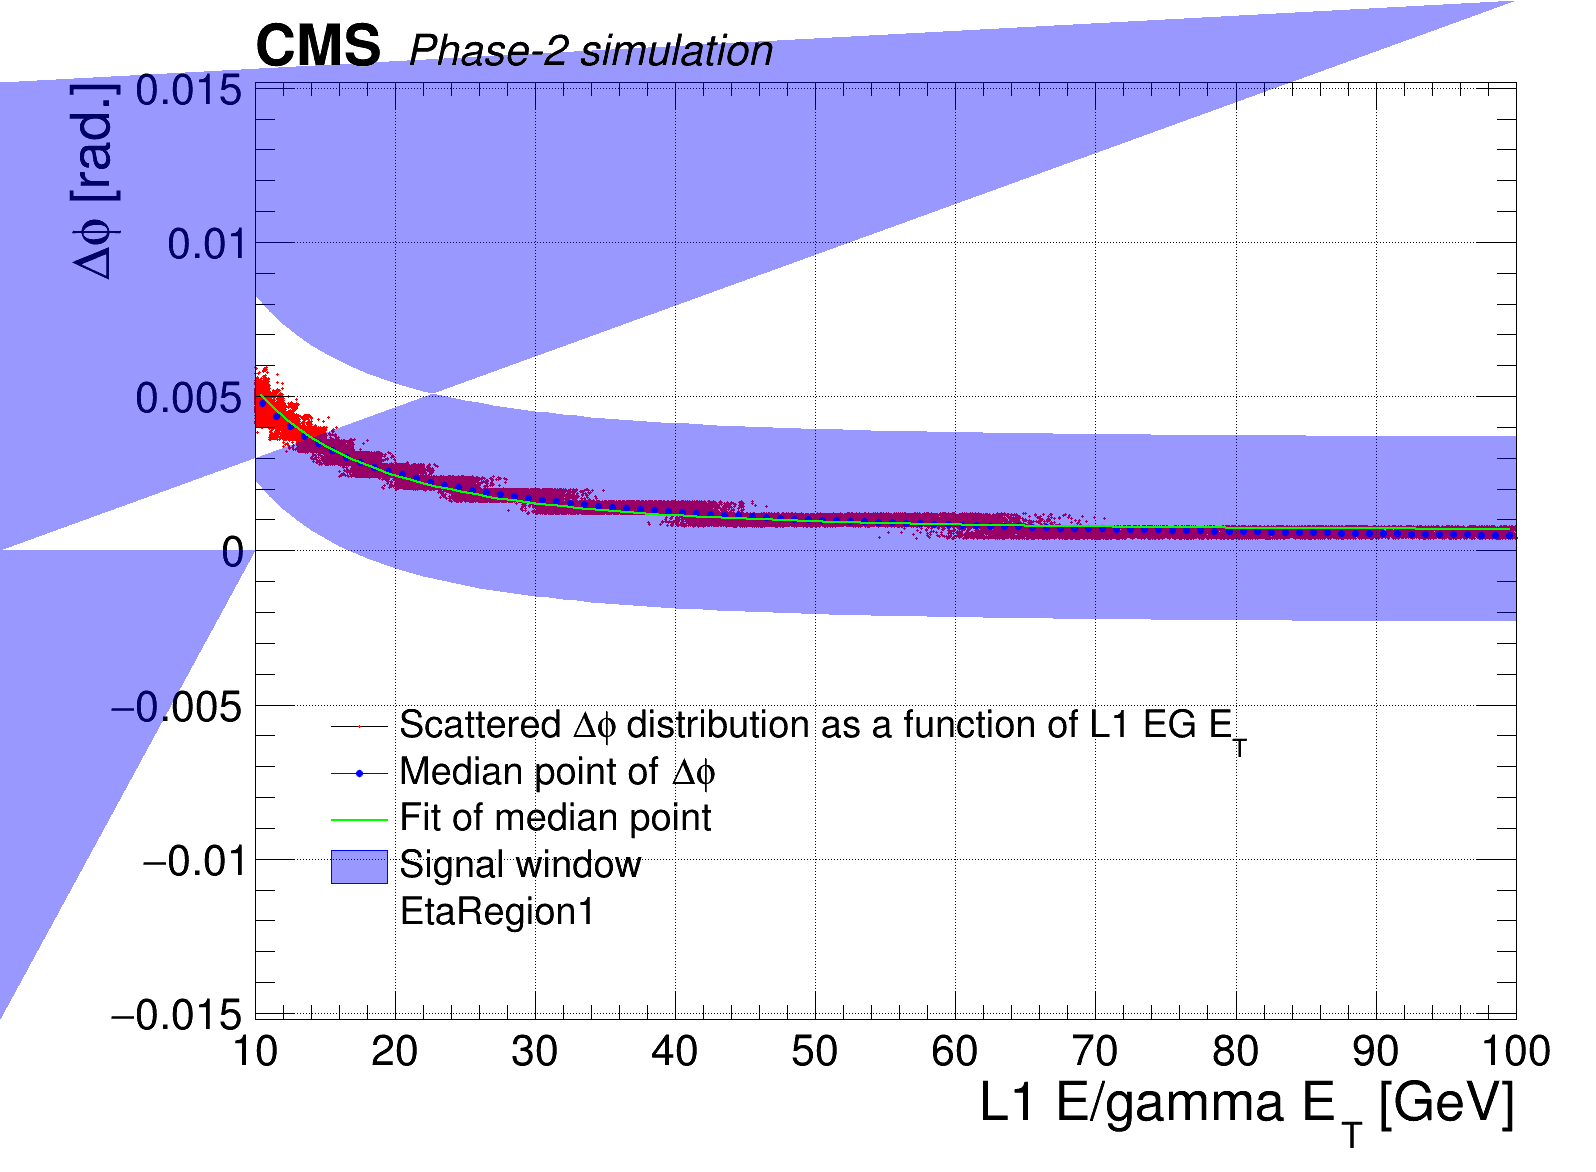 CMS Phase-2 simulation
Δϕ [rad.]
0.015
0.01
0.005
0
−0.005
−0.01
−0.015
Scattered Δϕ distribution as a function of L1 EG E_T
Median point of Δϕ
Fit of median point
Signal window
EtaRegion1
10 20 30 40 50 60 70 80 90 100
L1 E/gamma E_T [GeV]